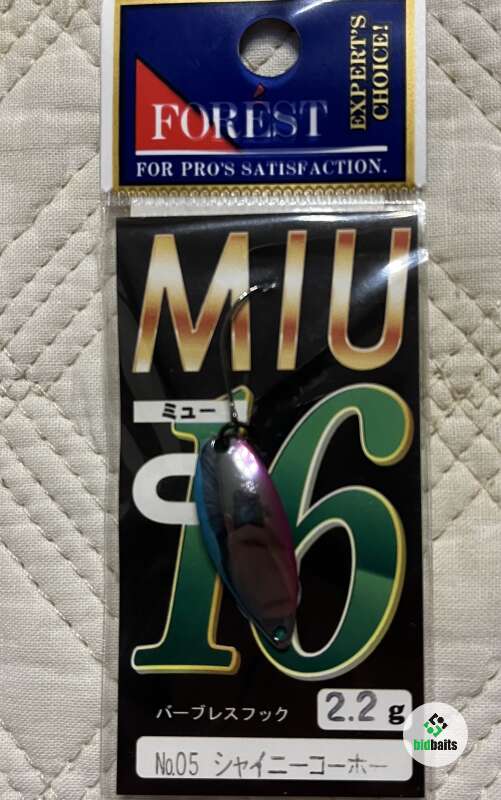 FORÉST
EXPERT'S
CHOICE!
FOR PRO'S SATISFACTION.
MIU
ミュー
16
バーブレスフック
2.2g
No.05 シャイニーコーホー
bidbaits